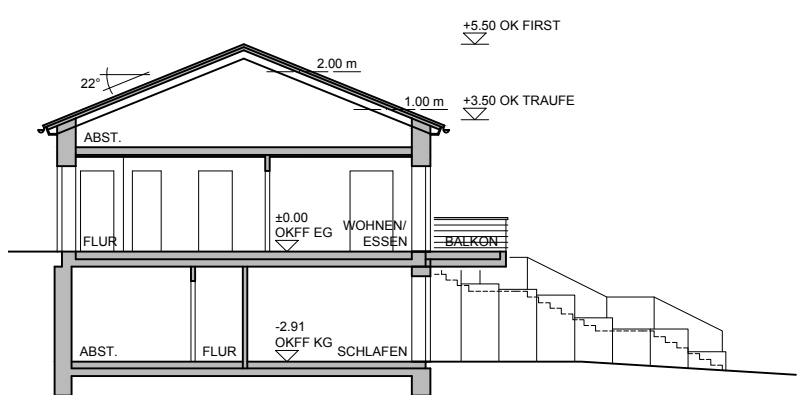 +5.50 OK FIRST
2.00 m
22°
1.00 m
+3.50 OK TRAUFE
ABST.
±0.00
OKFF EG
WOHNEN/
ESSEN
FLUR
BALKON
-2.91
OKFF KG
ABST.
FLUR
SCHLAFEN